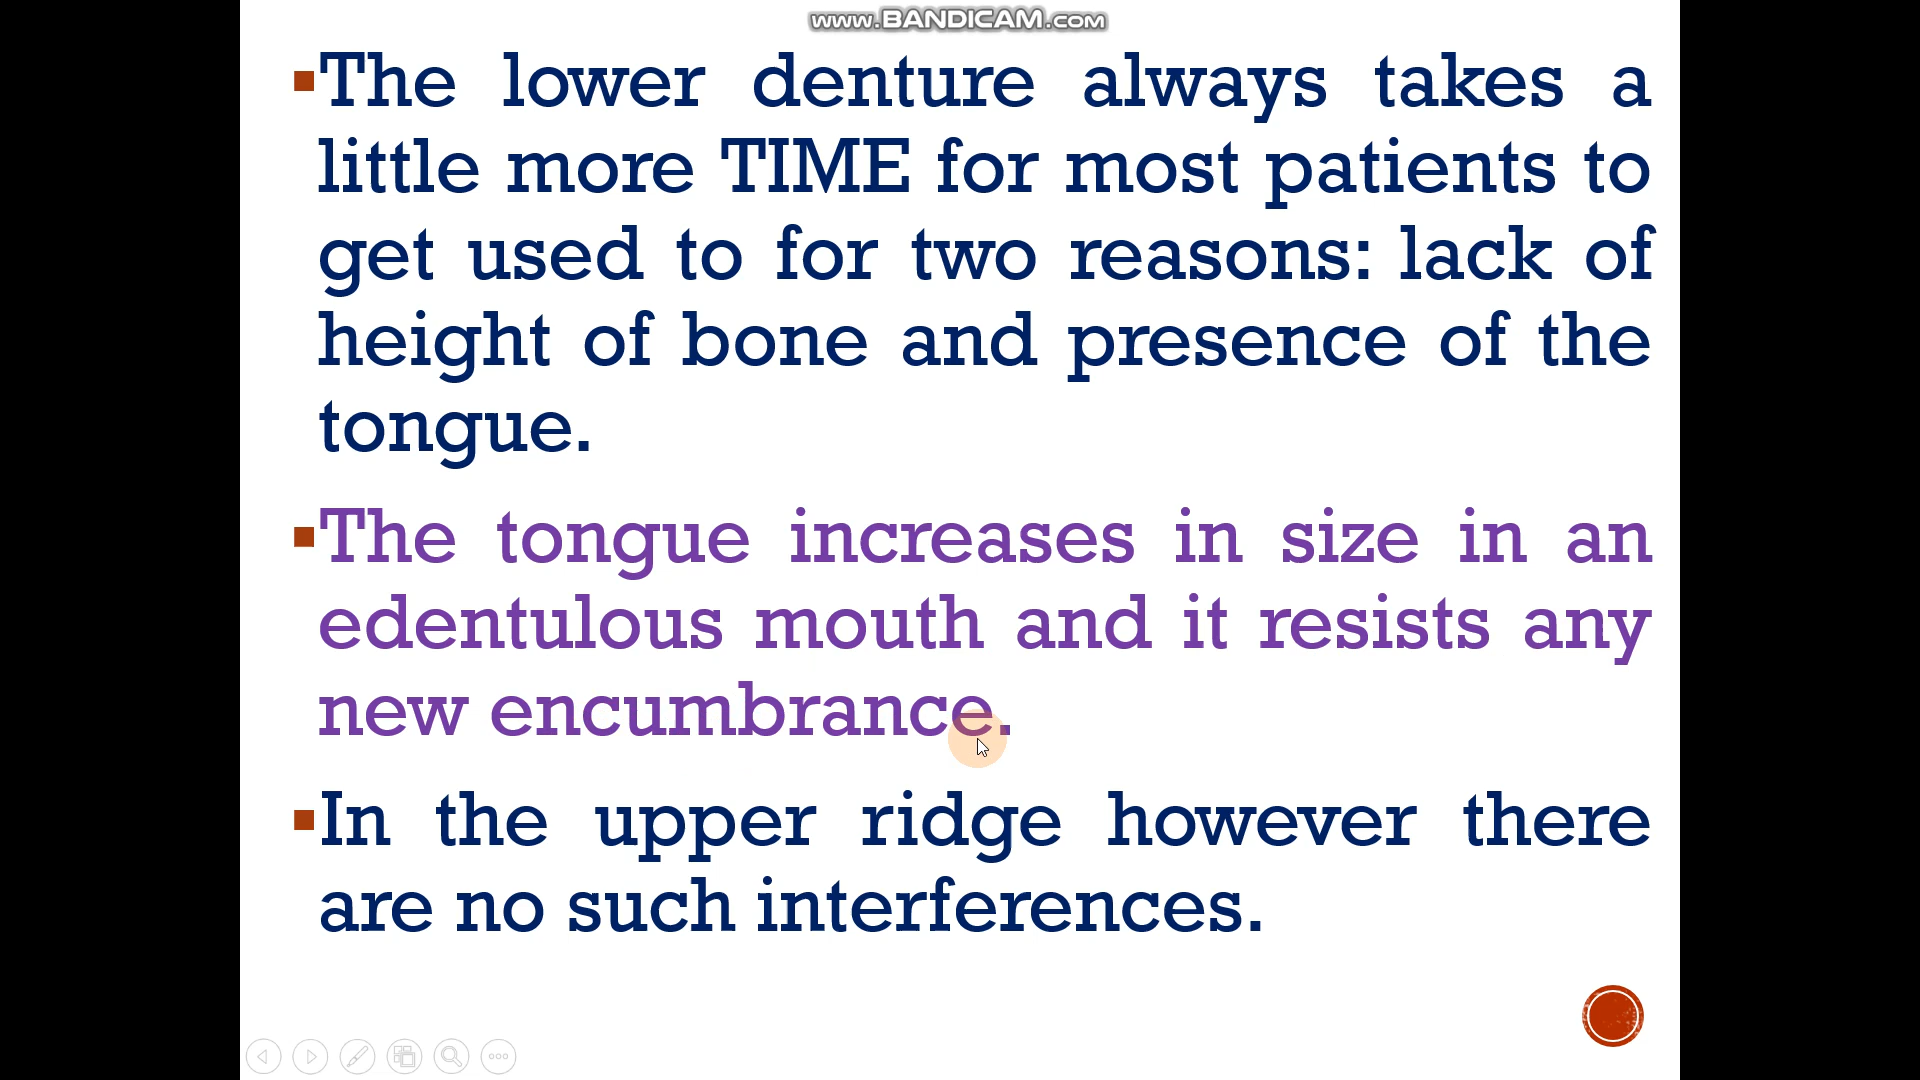 www.BANDICAM.com
▪The lower denture always takes a
little more TIME for most patients to
get used to for two reasons: lack of
height of bone and presence of the
tongue.
▪The tongue increases in size in an
edentulous mouth and it resists any
new encumbrance.
▪In the upper ridge however there
are no such interferences.